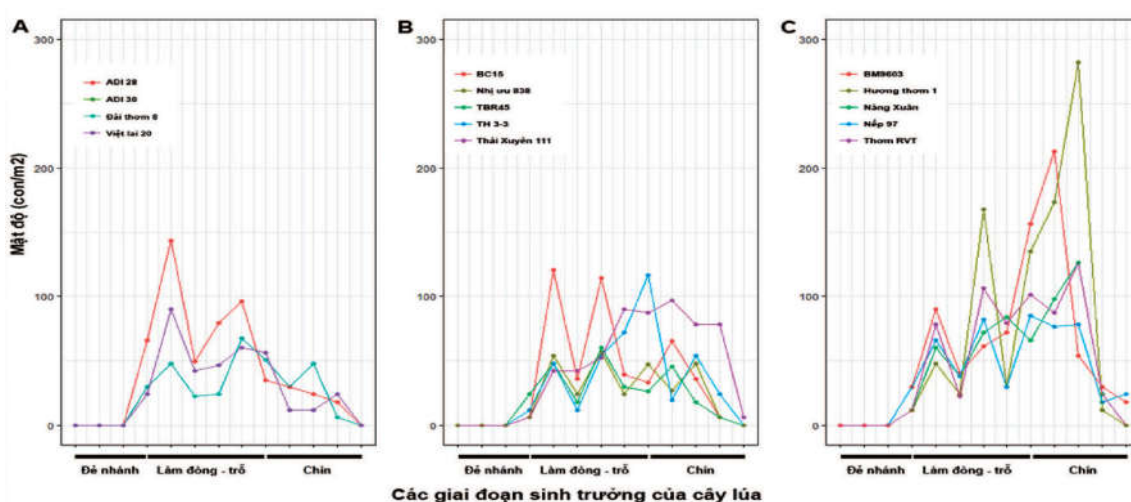 A
300
200
100
0
ADI 28
ADI 30
Đài thơm 8
Việt lai 20
Đẻ nhánh
Làm đòng - trỗ
Chín
Mật độ (con/m2)
B
300
200
100
0
BC15
Nhị ưu 838
TBR45
TH 3-3
Thái Xuyên 111
Đẻ nhánh
Làm đòng - trỗ
Chín
C
300
200
100
0
BM9603
Hương thơm 1
Nàng Xuân
Nếp 97
Thơm RVT
Đẻ nhánh
Làm đòng - trỗ
Chín
Các giai đoạn sinh trưởng của cây lúa